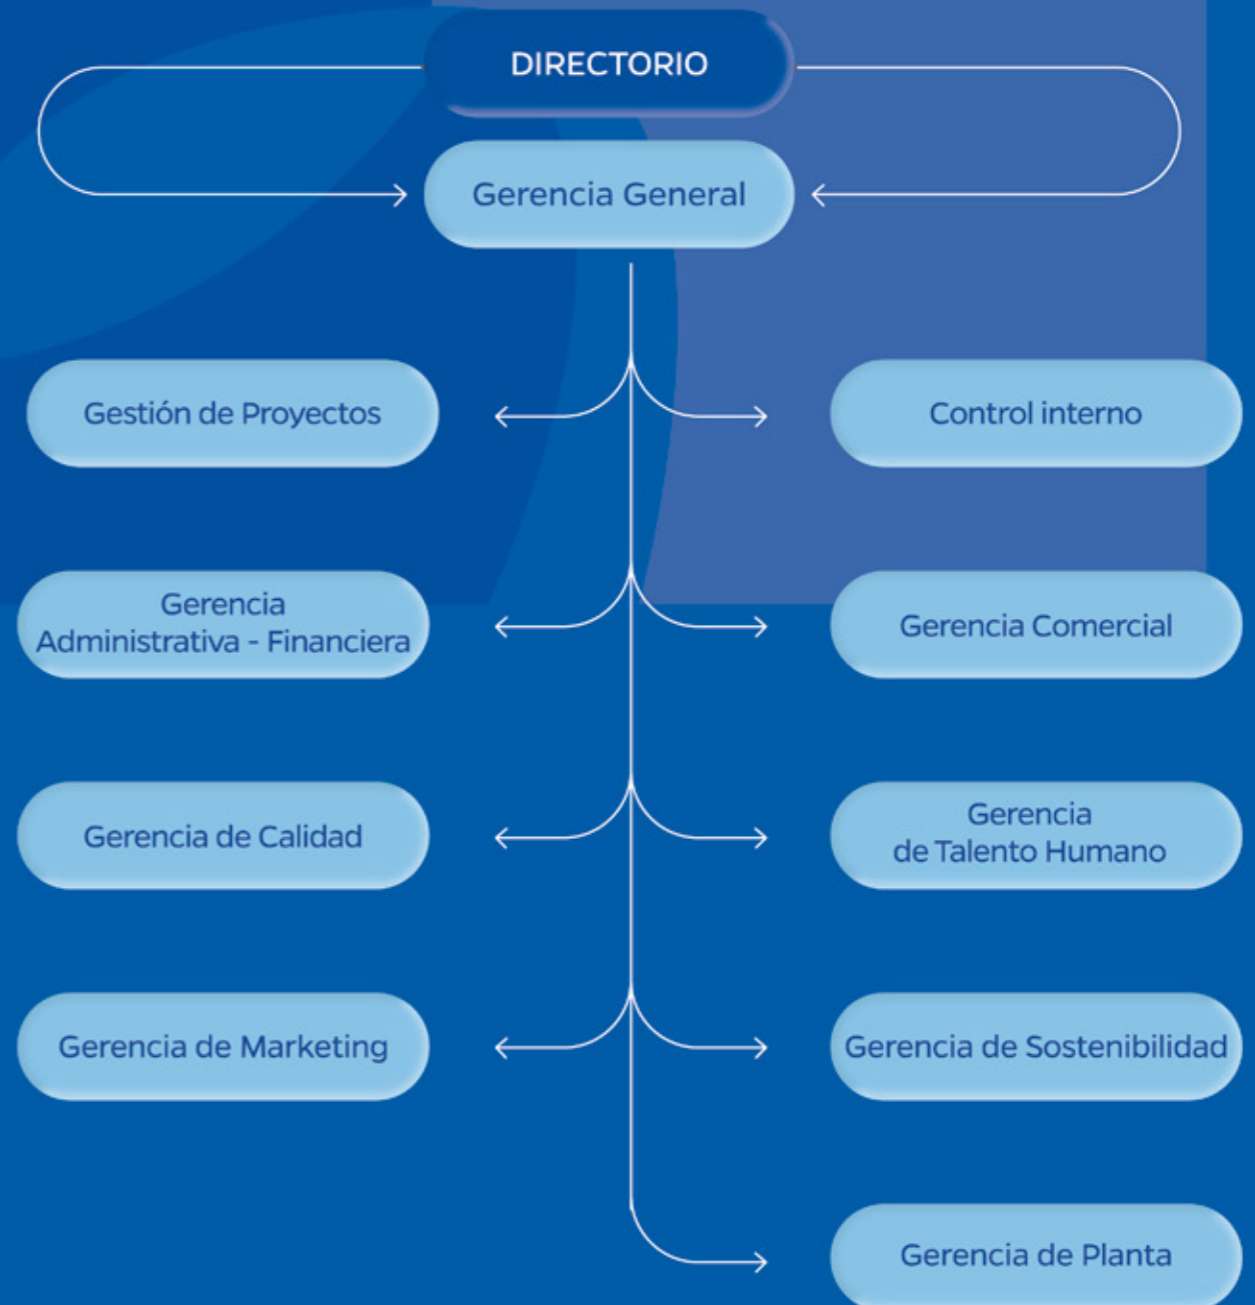 DIRECTORIO
Gerencia General
Gestión de Proyectos
Control interno
Gerencia
Administrativa - Financiera
Gerencia Comercial
Gerencia de Calidad
Gerencia
de Talento Humano
Gerencia de Marketing
Gerencia de Sostenibilidad
Gerencia de Planta